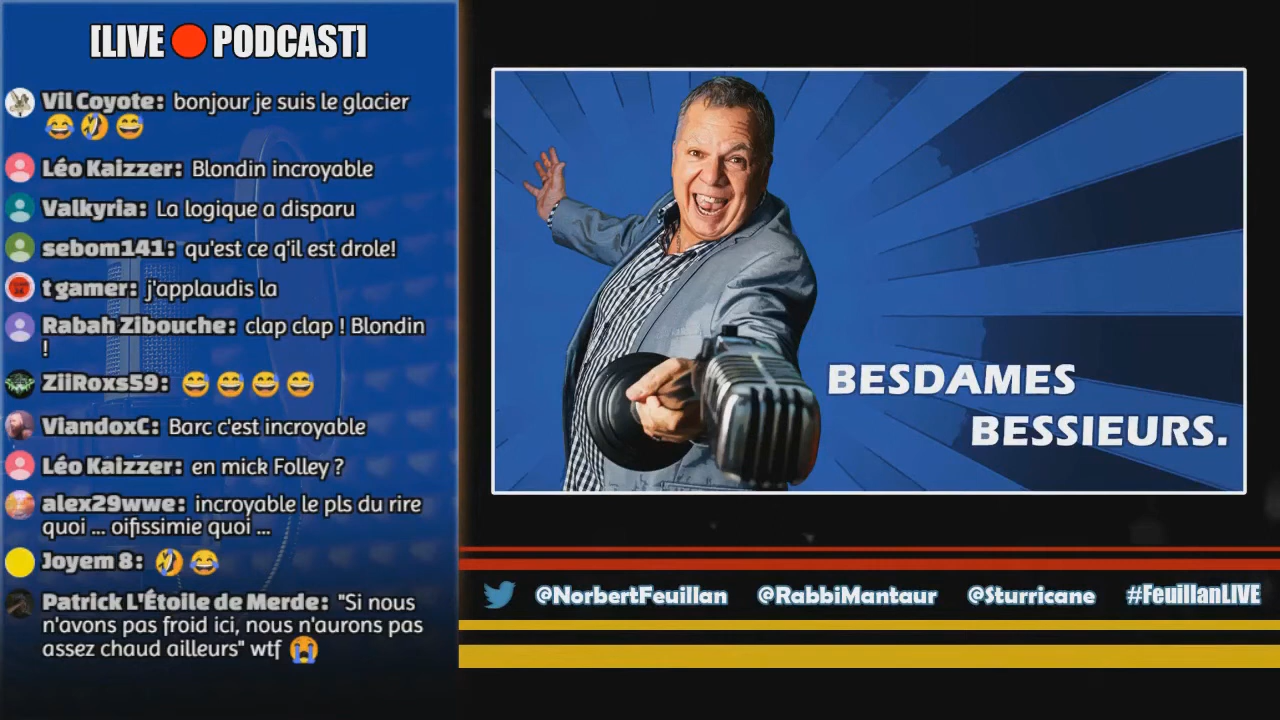 [LIVE 🔴 PODCAST]
Vil Coyote: bonjour je suis le glacier
😂 🤣 😅
Léo Kaizzer: Blondin incroyable
Valkyria: La logique a disparu
sebom141: qu'est ce q'il est drole!
t gamer: j'applaudis la
Rabah Zibouche: clap clap ! Blondin
!
ZiiRoxs59: 😅 😅 😅 😅
ViandoxC: Barc c'est incroyable
Léo Kaizzer: en mick Folley ?
alex29wwe: incroyable le pls du rire
quoi ... oifissimie quoi ...
Joyem 8: 🤣 😂
Patrick L'Étoile de Merde: "Si nous
n'avons pas froid ici, nous n'aurons pas
assez chaud ailleurs" wtf 😭
BESDAMES
BESSIEURS.
@NorbertFeuillan @RabbiMantaur @Sturricane #FeuillanLIVE